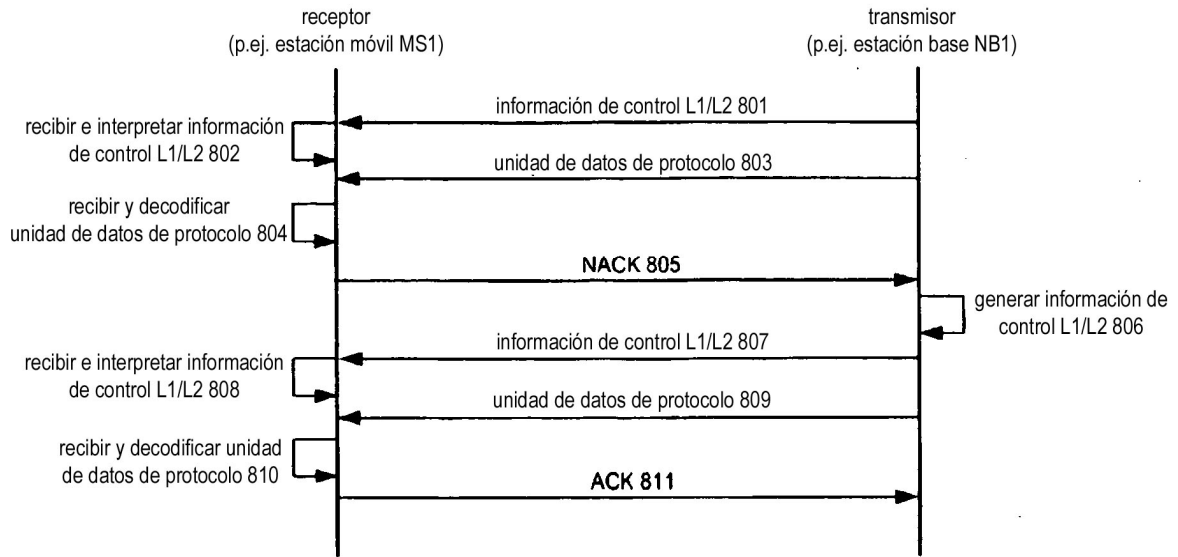 receptor
(p.ej. estación móvil MS1)
transmisor
(p.ej. estación base NB1)
información de control L1/L2 801
recibir e interpretar información
de control L1/L2 802
unidad de datos de protocolo 803
recibir y decodificar
unidad de datos de protocolo 804
NACK 805
generar información de
control L1/L2 806
información de control L1/L2 807
recibir e interpretar información
de control L1/L2 808
unidad de datos de protocolo 809
recibir y decodificar unidad
de datos de protocolo 810
ACK 811